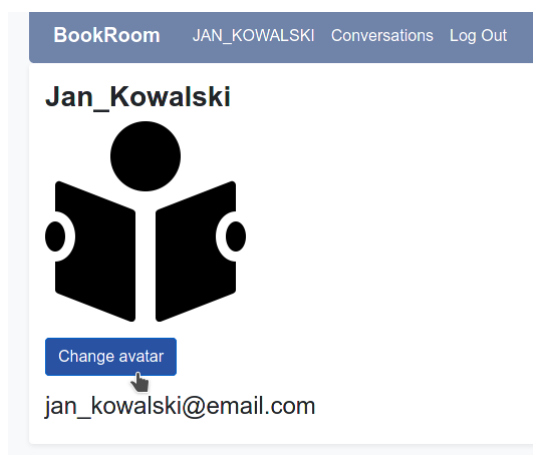 BookRoom JAN_KOWALSKI Conversations Log Out
Jan_Kowalski
Change avatar
jan_kowalski@email.com